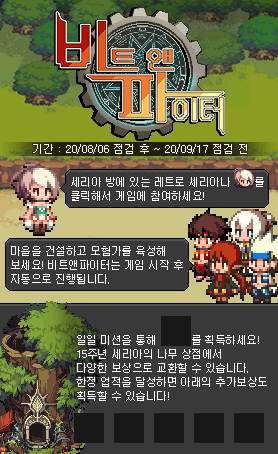 비트앤
파이터
기간 : 20/08/06 점검 후 ~ 20/09/17 점검 전
세리아 방에 있는 레트로 세리아나 를
클릭해서 게임에 참여하세요!
마을을 건설하고 모험가를 육성해
보세요! 비트앤파이터는 게임 시작 후
자동으로 진행됩니다.
일일 미션을 통해 를 획득하세요!
15주년 세리아의 나무 상점에서
다양한 보상으로 교환할 수 있습니다.
한정 업적을 달성하면 아래의 추가보상도
획득할 수 있습니다!